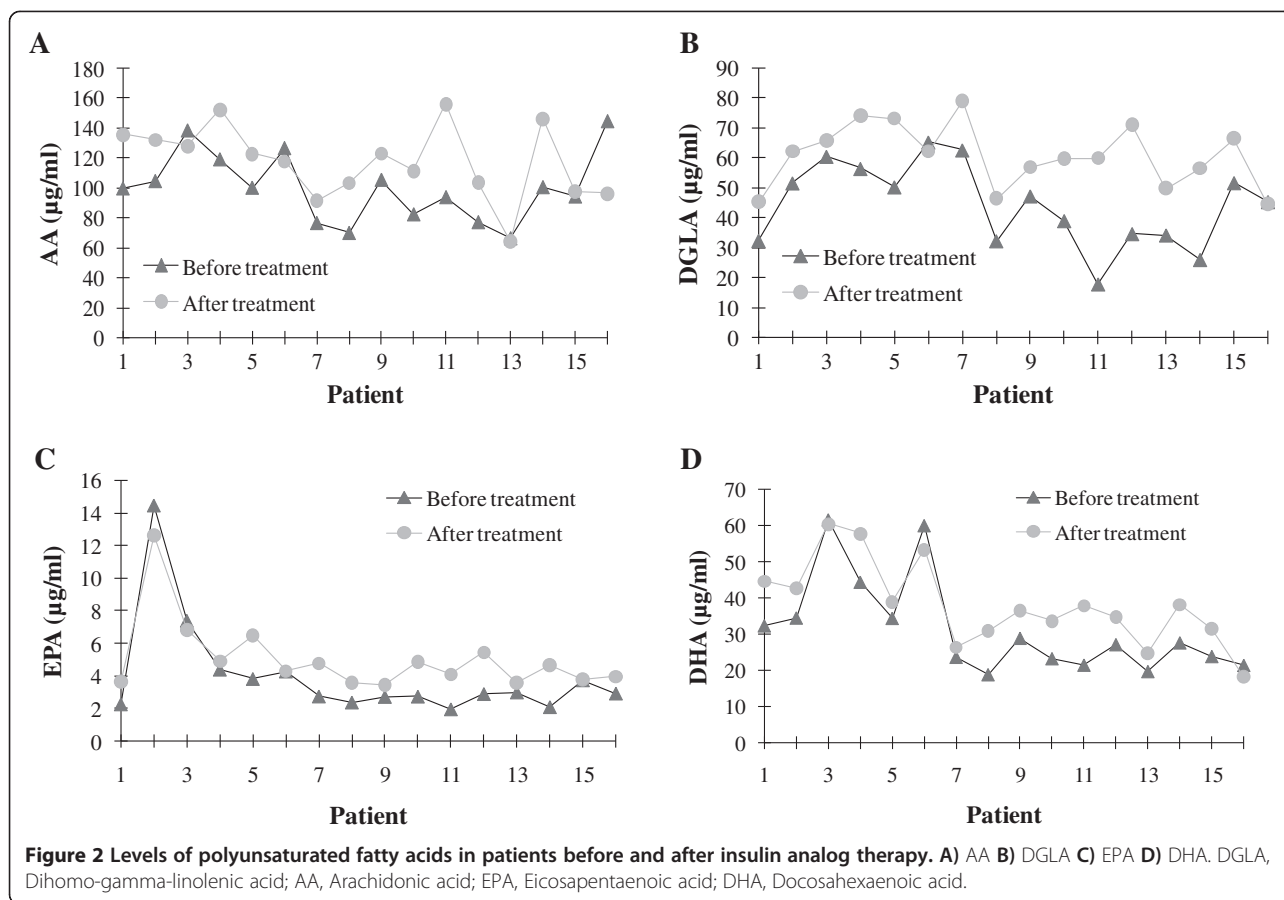 A
AA (µg/ml)
180
160
140
120
100
80
60
40
20
0
Before treatment
After treatment
1 3 5 7 9 11 13 15
Patient
B
DGLA (µg/ml)
90
80
70
60
50
40
30
20
10
0
Before treatment
After treatment
1 3 5 7 9 11 13 15
Patient
C
EPA (µg/ml)
16
14
12
10
8
6
4
2
0
Before treatment
After treatment
1 3 5 7 9 11 13 15
Patient
D
DHA (µg/ml)
70
60
50
40
30
20
10
0
Before treatment
After treatment
1 3 5 7 9 11 13 15
Patient
Figure 2 Levels of polyunsaturated fatty acids in patients before and after insulin analog therapy. A) AA B) DGLA C) EPA D) DHA. DGLA,
Dihomo-gamma-linolenic acid; AA, Arachidonic acid; EPA, Eicosapentaenoic acid; DHA, Docosahexaenoic acid.